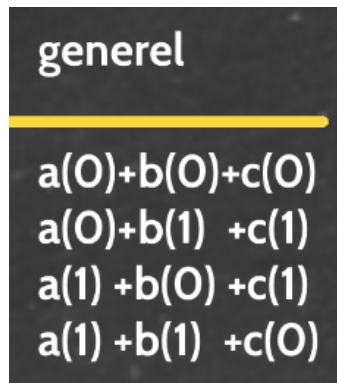 generel
a(0)+b(0)+c(0)
a(0)+b(1) +c(1)
a(1) +b(0) +c(1)
a(1) +b(1) +c(0)